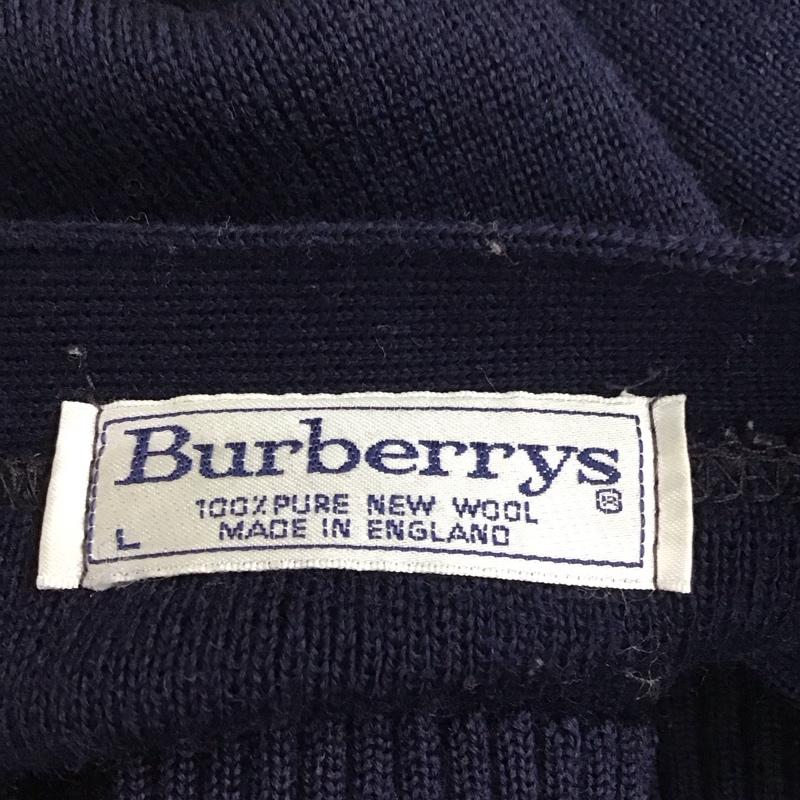 Burberrys
®
100% PURE NEW WOOL
L MADE IN ENGLAND